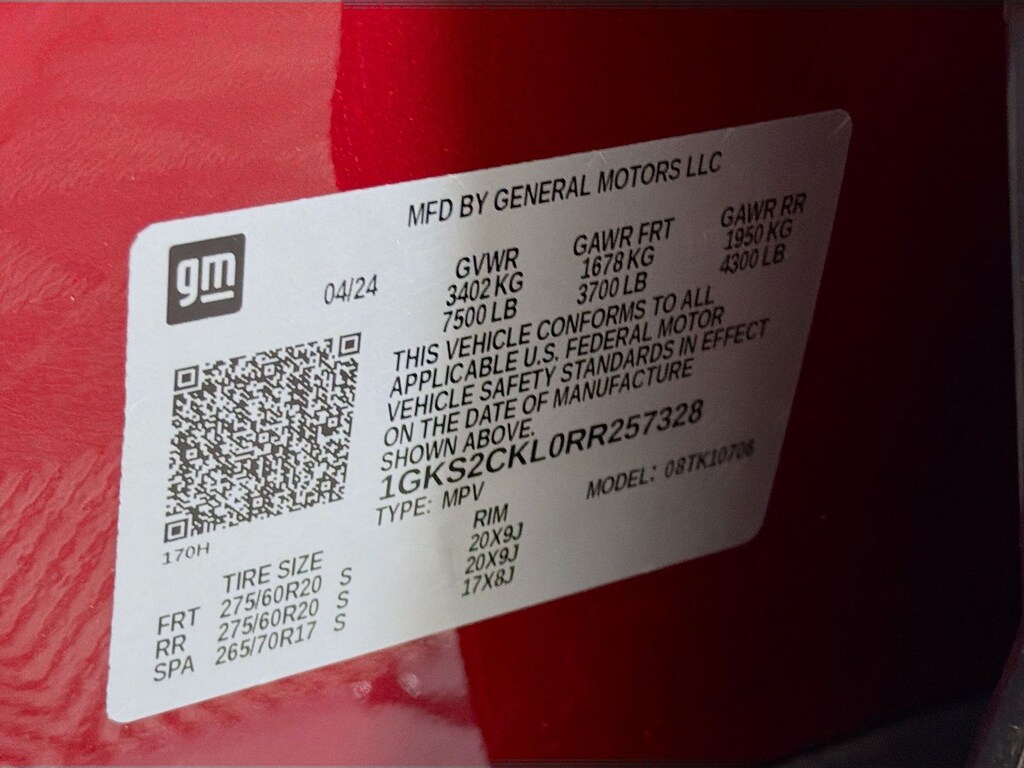 MFD BY GENERAL MOTORS LLC
gm
04/24
GVWR GAWR FRT GAWR RR
3402 KG 1678 KG 1950 KG
7500 LB 3700 LB 4300 LB
THIS VEHICLE CONFORMS TO ALL
APPLICABLE U.S. FEDERAL MOTOR
VEHICLE SAFETY STANDARDS IN EFFECT
ON THE DATE OF MANUFACTURE
SHOWN ABOVE.
1GKS2CKL0RR257328
TYPE: MPV MODEL: 08TK10706
170H
TIRE SIZE RIM
FRT 275/60R20 S 20X9J
RR 275/60R20 S 20X9J
SPA 265/70R17 S 17X8J